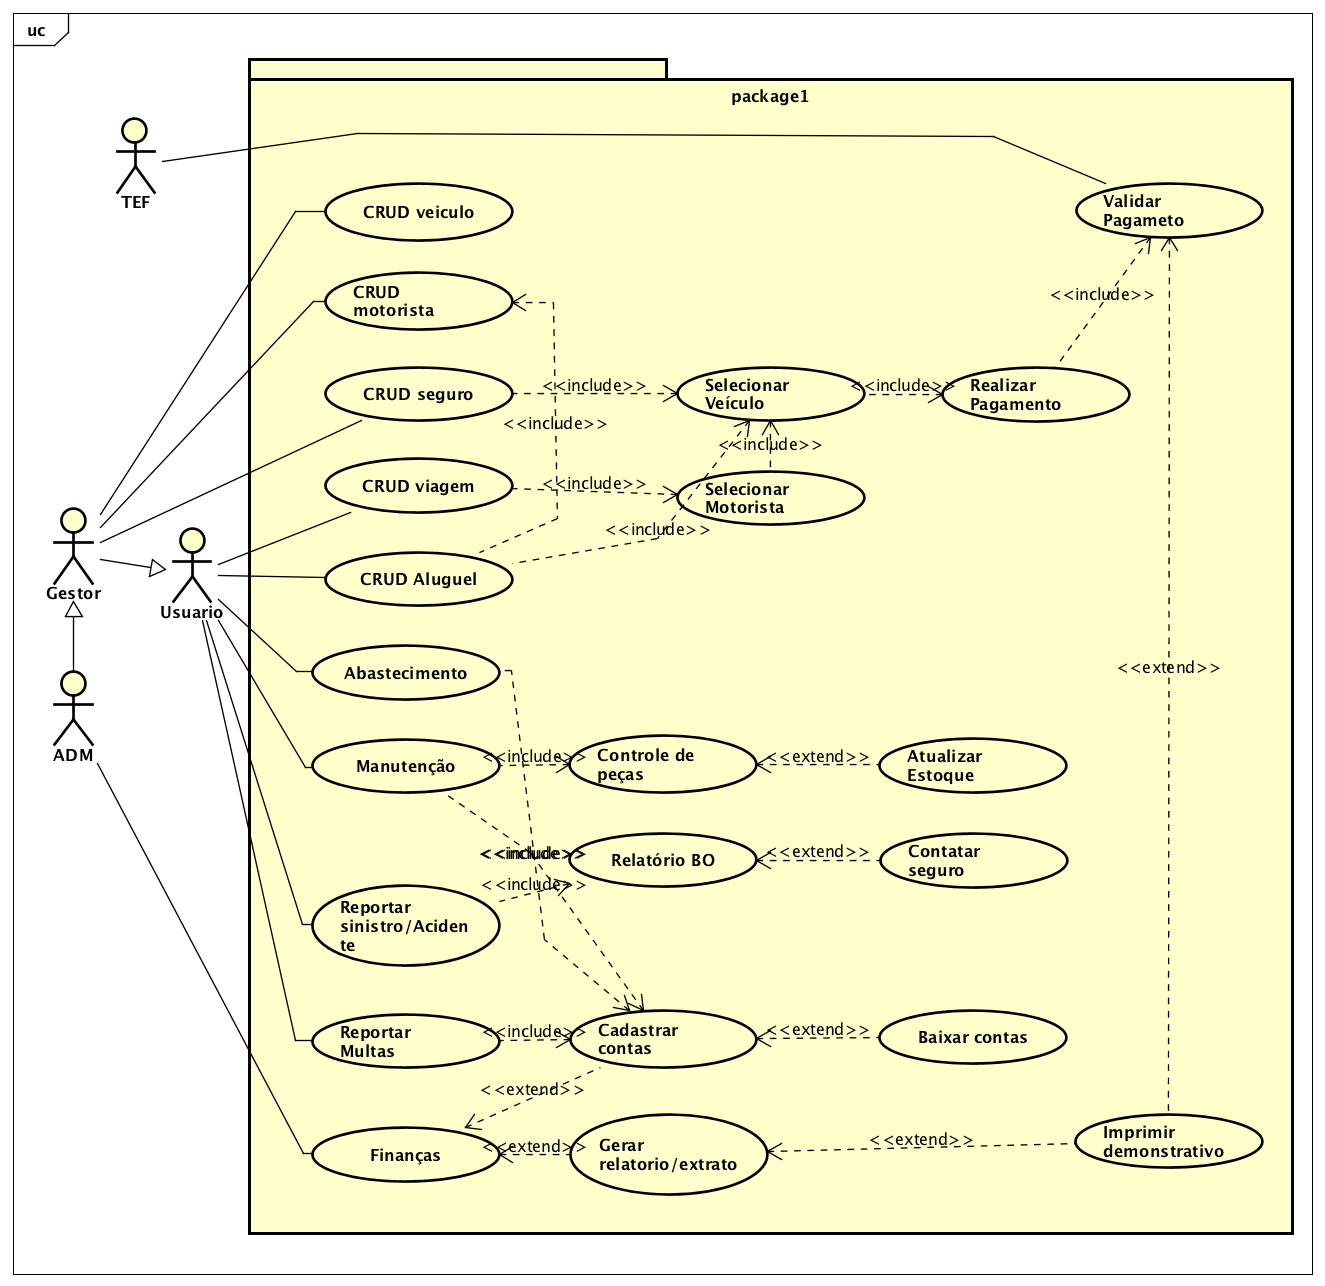 uc
package1
TEF
CRUD veiculo
Validar
Pagameto
CRUD
motorista
<<include>>
CRUD seguro
<<include>>
Selecionar
Veículo
<<include>>
Realizar
Pagamento
<<include>>
<<include>>
CRUD viagem
<<include>>
Selecionar
Motorista
<<include>>
Gestor
Usuario
CRUD Aluguel
Abastecimento
<<extend>>
ADM
Manutenção
<<include>>
Controle de
peças
<<extend>>
Atualizar
Estoque
<<include>>
<<include>>
Relatório BO
<<extend>>
Contatar
seguro
<<include>>
Reportar
sinistro/Aciden
te
Reportar
Multas
<<include>>
Cadastrar
contas
<<extend>>
Baixar contas
<<extend>>
Finanças
<<extend>>
Gerar
relatorio/extrato
<<extend>>
Imprimir
demonstrativo